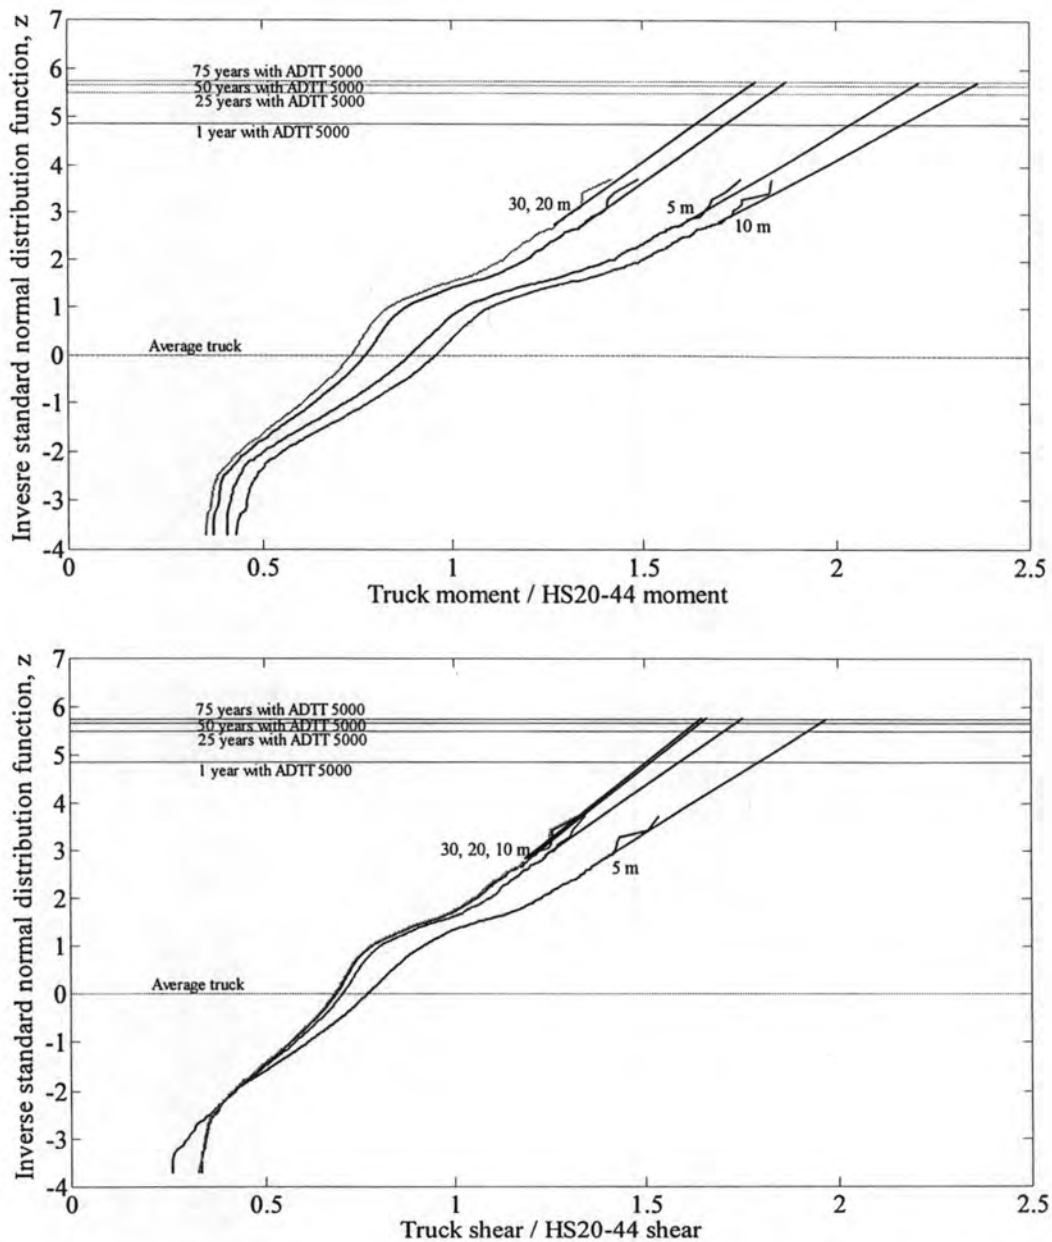 Invesre standard normal distribution function, z
7
6
5
4
3
2
1
0
-1
-2
-3
-4
75 years with ADTT 5000
50 years with ADTT 5000
25 years with ADTT 5000
1 year with ADTT 5000
30, 20 m
5 m
10 m
Average truck
0
0.5
1
1.5
2
2.5
Truck moment / HS20-44 moment
Inverse standard normal distribution function, z
7
6
5
4
3
2
1
0
-1
-2
-3
-4
75 years with ADTT 5000
50 years with ADTT 5000
25 years with ADTT 5000
1 year with ADTT 5000
30, 20, 10 m
5 m
Average truck
0
0.5
1
1.5
2
2.5
Truck shear / HS20-44 shear